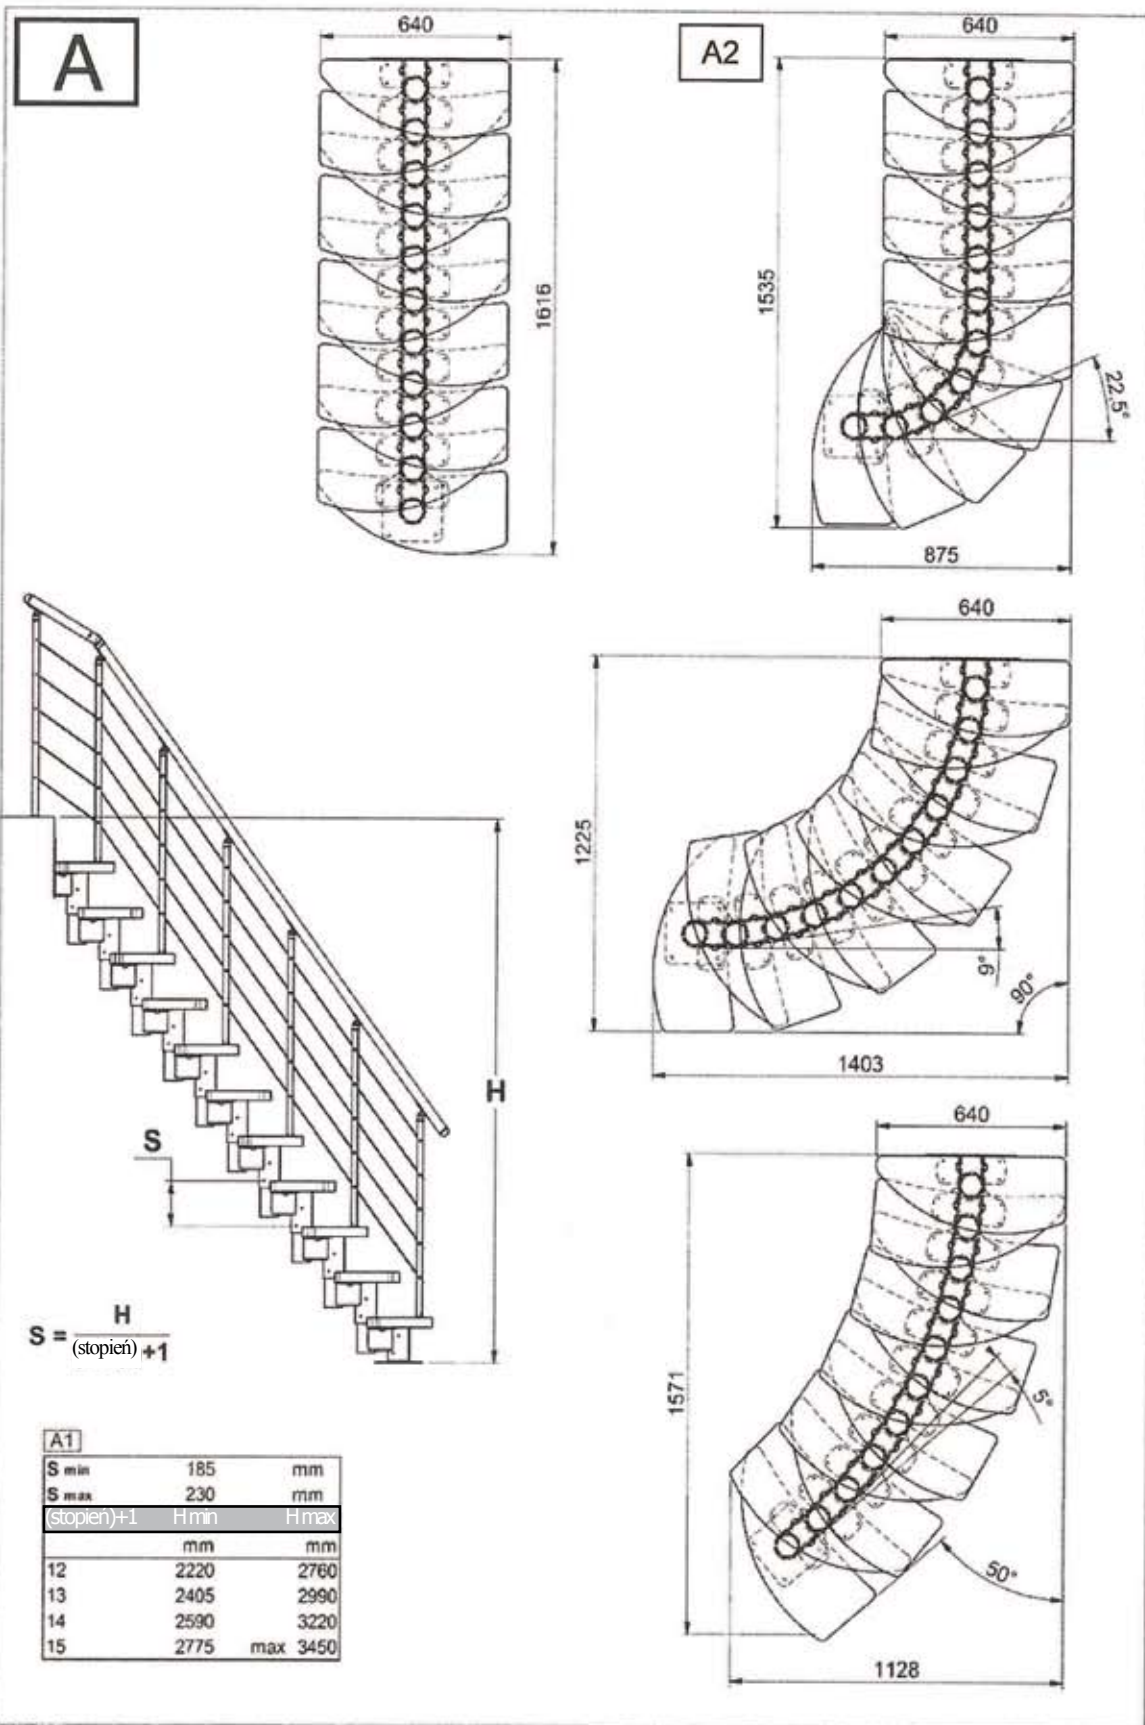 A
640
1616
A2
640
1535
22.5°
875
640
1225
9°
90°
1403
H
S
S = H
(stopień) +1
640
1571
5°
50°
1128
A1
S min 185 mm
S max 230 mm
(stopień)+1 H min H max
mm mm
12 2220 2760
13 2405 2990
14 2590 3220
15 2775 max 3450